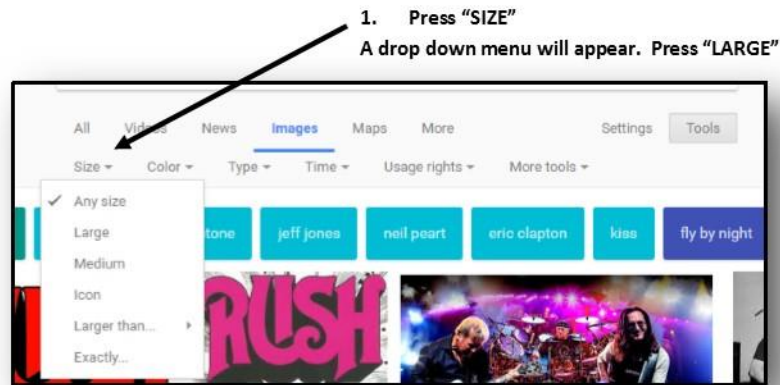 1. Press “SIZE”
A drop down menu will appear. Press “LARGE”
All Videos News Images Maps More Settings Tools
Size Color Type Time Usage rights More tools
Any size
Large
Medium
Icon
Larger than...
Exactly...
tone jeff jones neil peart eric clapton kiss fly by night
RUSH